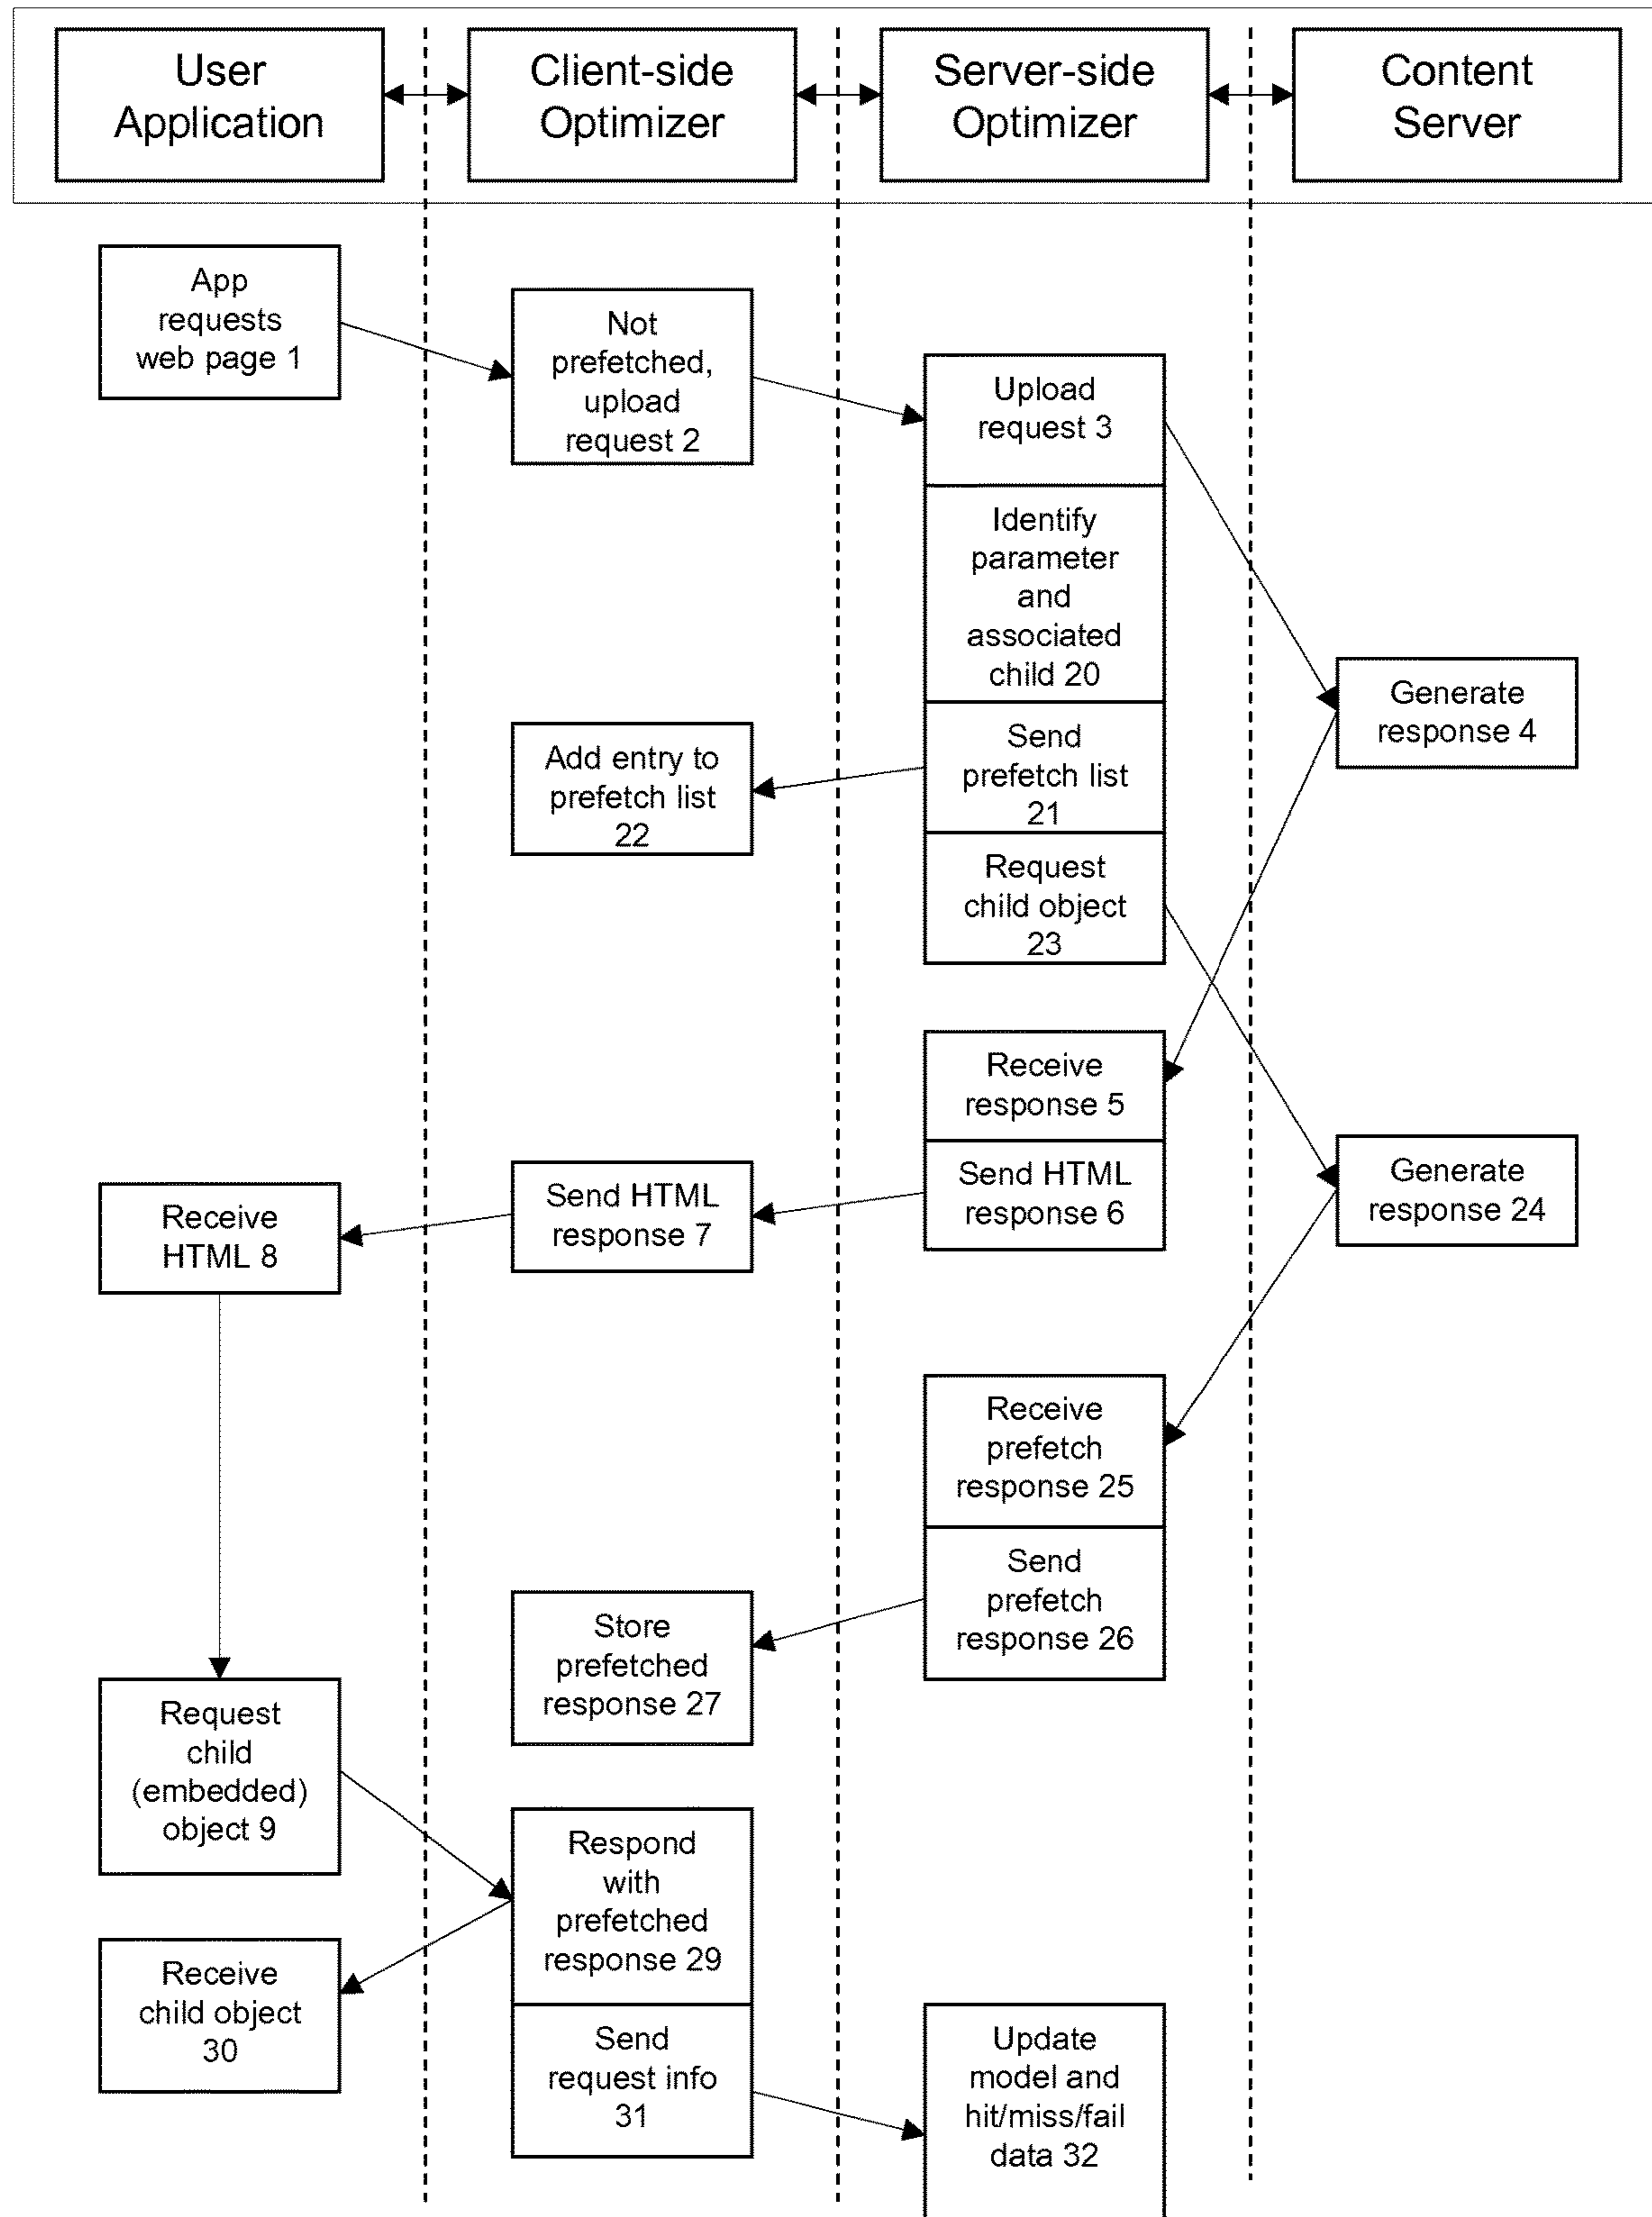 User
Application
Client-side
Optimizer
Server-side
Optimizer
Content
Server
App
requests
web page 1
Not
prefetched,
upload
request 2
Upload
request 3
Identify
parameter
and
associated
child 20
Generate
response 4
Send
prefetch list
21
Add entry to
prefetch list
22
Request
child object
23
Receive
response 5
Send HTML
response 6
Generate
response 24
Send HTML
response 7
Receive
HTML 8
Receive
prefetch
response 25
Send
prefetch
response 26
Store
prefetched
response 27
Request
child
(embedded)
object 9
Respond
with
prefetched
response 29
Receive
child object
30
Send
request info
31
Update
model and
hit/miss/fail
data 32